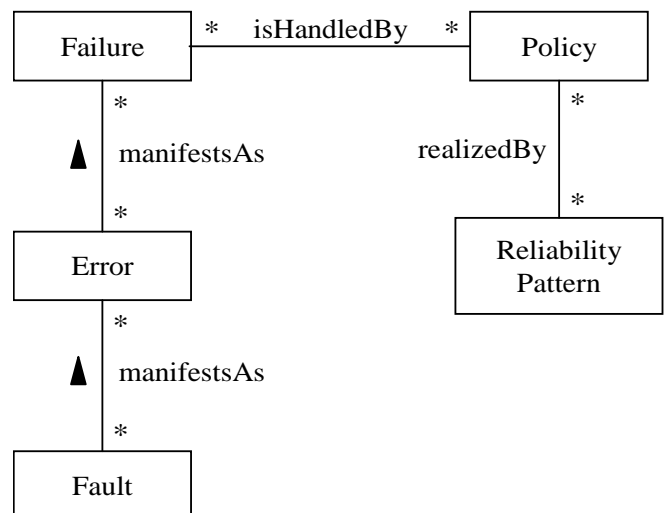 Failure
* isHandledBy *
Policy
*
manifestsAs
*
*
realizedBy
*
Error
Reliability
Pattern
*
manifestsAs
*
Fault